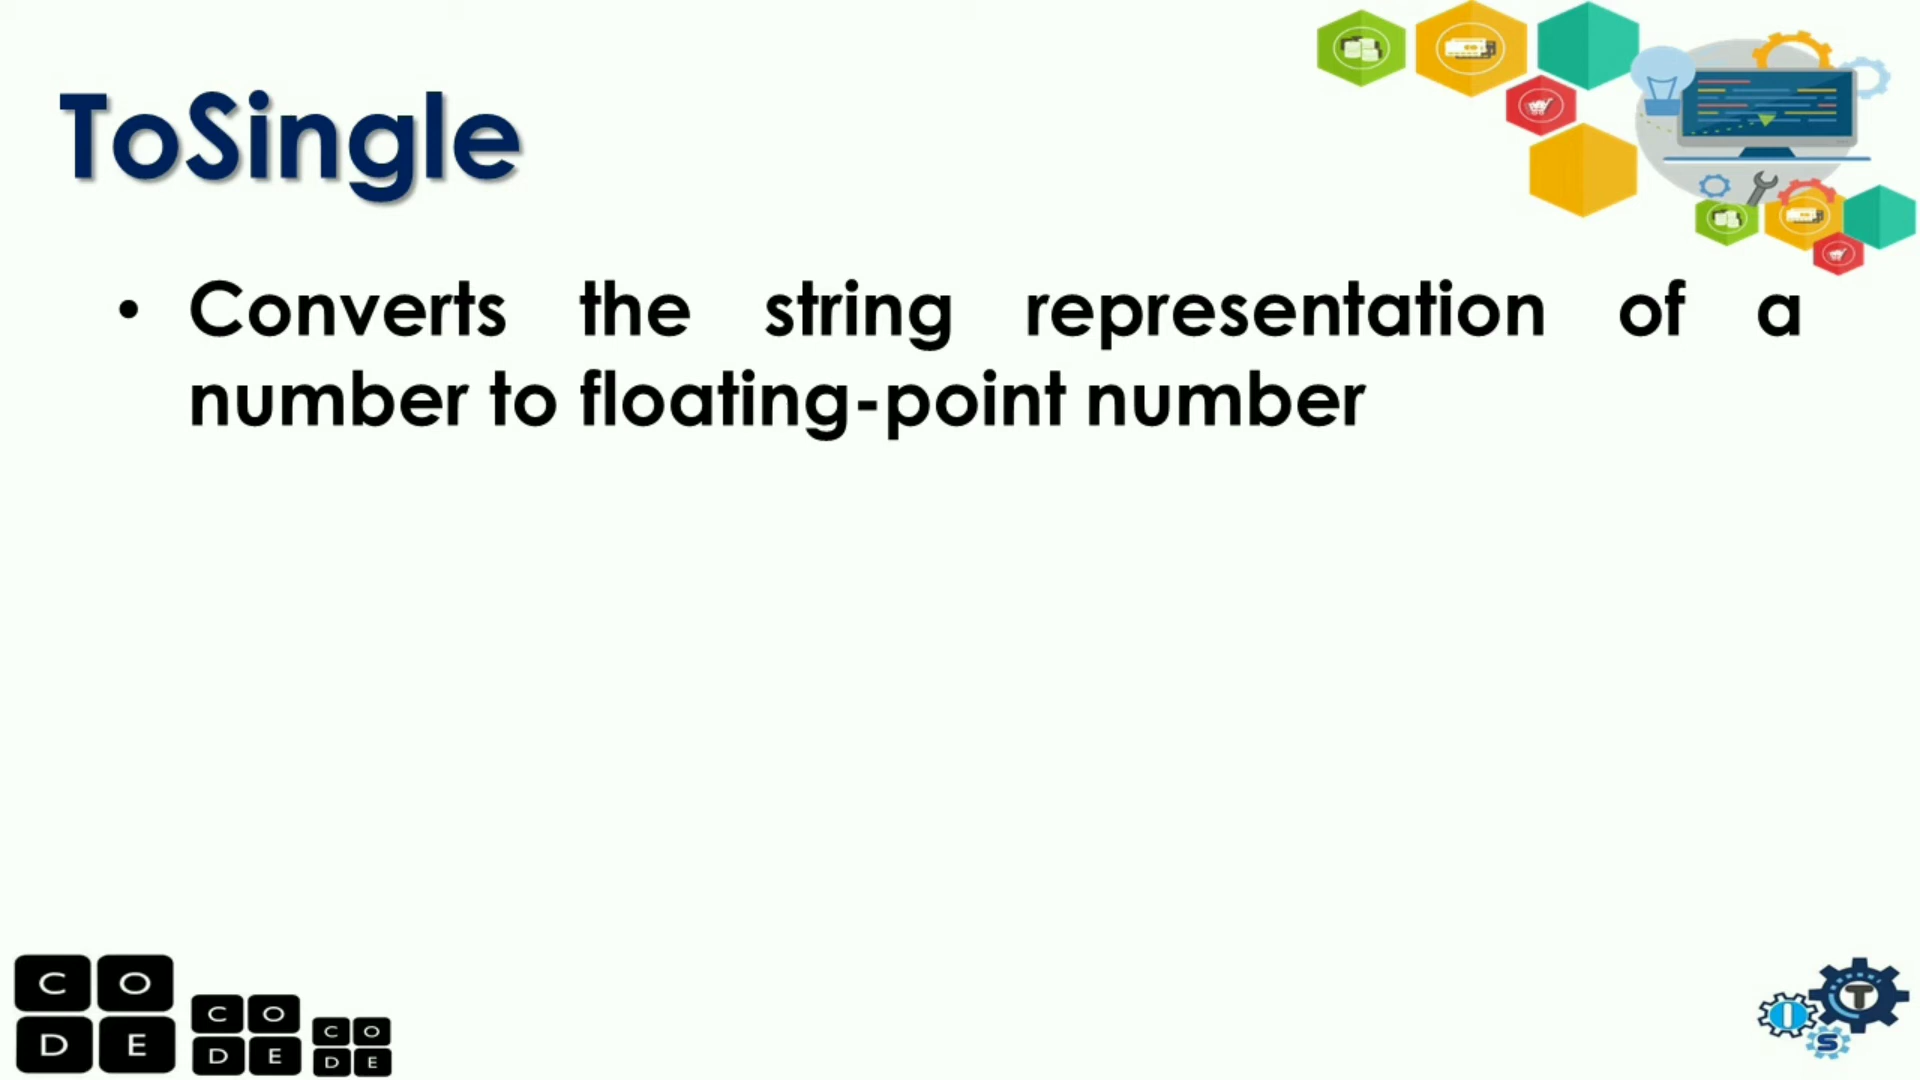 ToSingle
• Converts the string representation of a
number to floating-point number
C O
D E
C O
D E
C O
D E
I T S